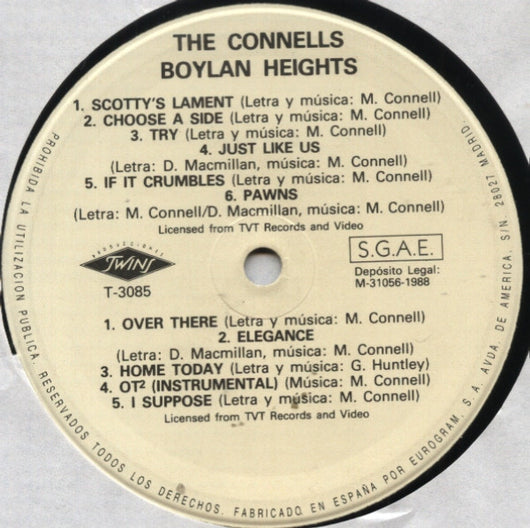 THE CONNELLS
BOYLAN HEIGHTS
1. SCOTTY'S LAMENT (Letra y música: M. Connell)
2. CHOOSE A SIDE (Letra y música: M. Connell)
3. TRY (Letra y música: M. Connell)
4. JUST LIKE US
(Letra: D. Macmillan, música: M. Connell)
5. IF IT CRUMBLES (Letra y música: M. Connell)
6. PAWNS
(Letra: M. Connell/D. Macmillan, música: M. Connell)
Licensed from TVT Records and Video
PRODUCCIONES
TWINS
T-3085
S.G.A.E.
Depósito Legal:
M-31056-1988
1. OVER THERE (Letra y música: M. Connell)
2. ELEGANCE
(Letra: D. Macmillan, música: M. Connell)
3. HOME TODAY (Letra y música: G. Huntley)
4. OT² (INSTRUMENTAL) (Música: M. Connell)
5. I SUPPOSE (Letra y música: M. Connell)
Licensed from TVT Records and Video
PROHIBIDA LA UTILIZACION PUBLICA. RESERVADOS TODOS LOS DERECHOS. FABRICADO EN ESPAÑA POR EUROGRAM, S. A. AVDA. DE AMERICA, S/N. 28027 MADRID.